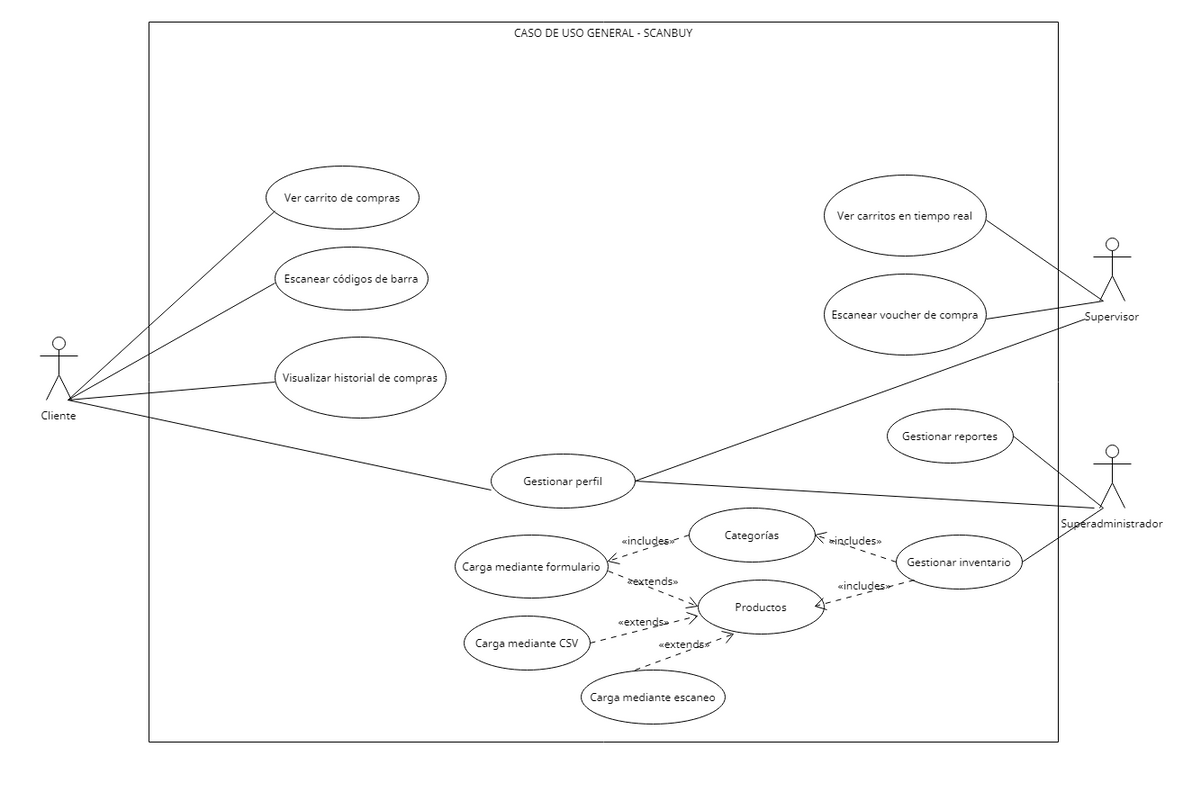 CASO DE USO GENERAL - SCANBUY
Ver carrito de compras
Ver carritos en tiempo real
Escanear códigos de barra
Escanear voucher de compra
Supervisor
Visualizar historial de compras
Cliente
Gestionar reportes
Gestionar perfil
Superadministrador
Categorías
«includes»
«includes»
Gestionar inventario
Carga mediante formulario
«extends»
«includes»
Productos
«extends»
Carga mediante CSV
«extends»
Carga mediante escaneo